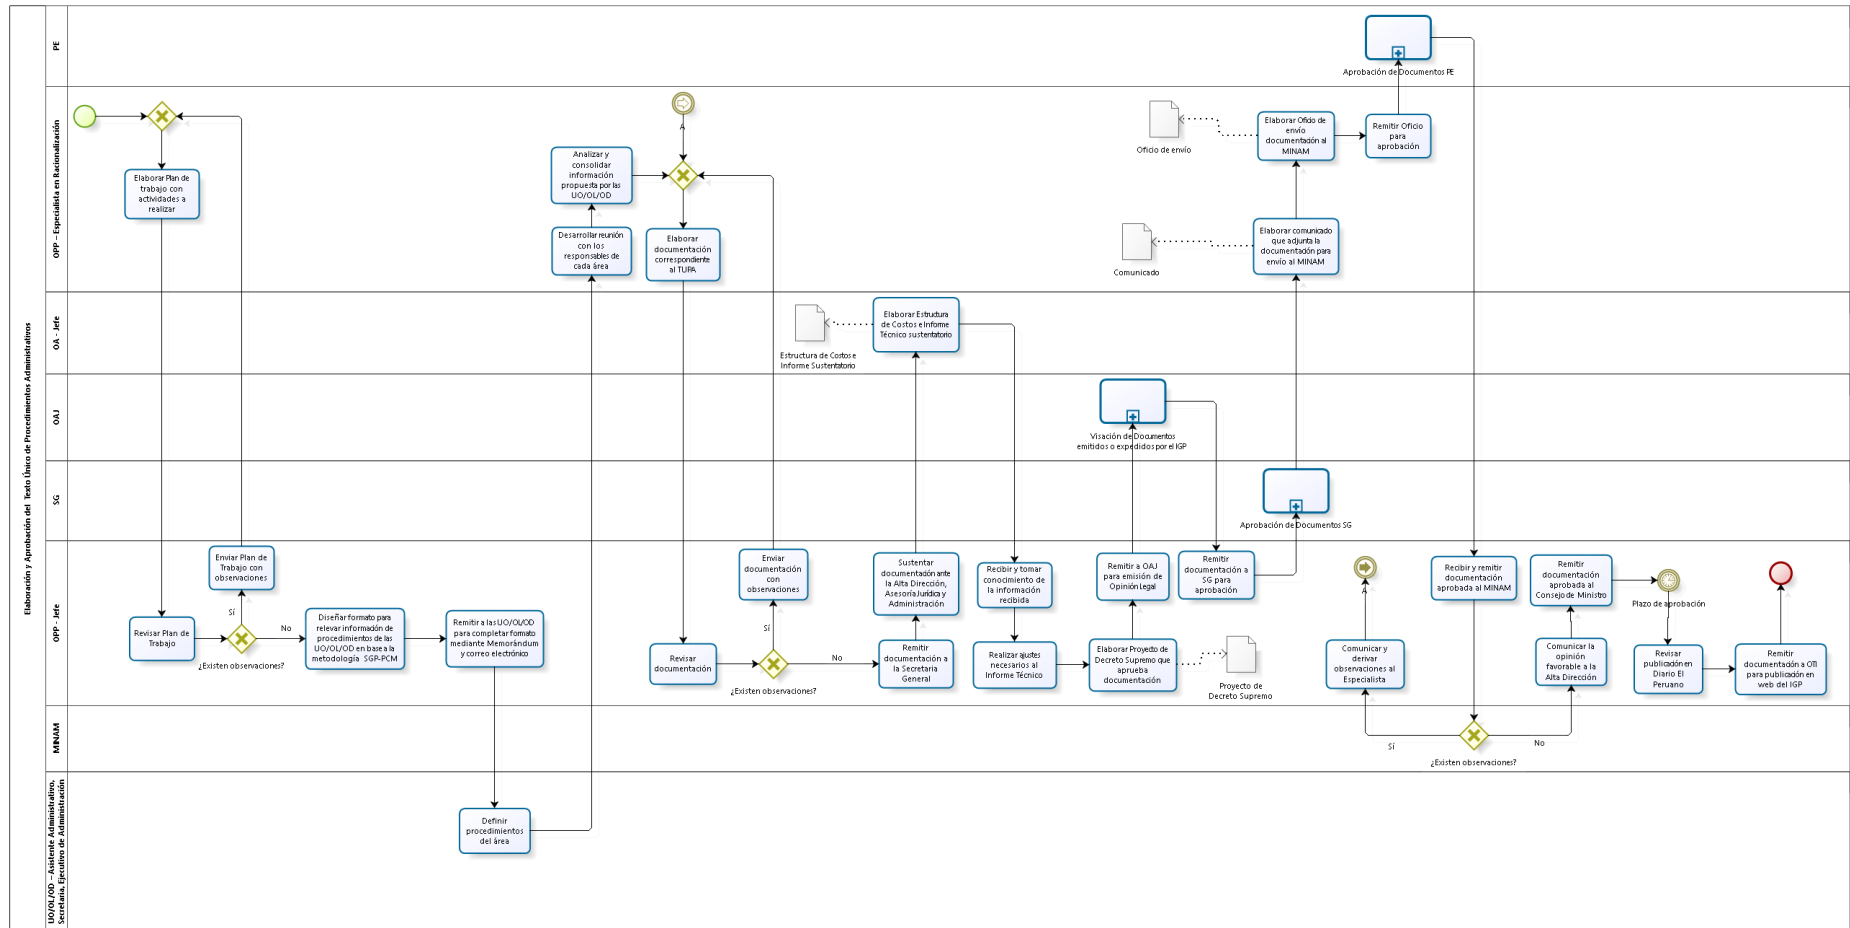 Elaboración y Aprobación del Texto Único de Procedimientos Administrativos
PE
Aprobación de Documentos PE
OPP – Especialista en Racionalización
Elaborar Plan de
trabajo con
actividades a
realizar
Analizar y
consolidar
información
propuesta por las
UO/OL/OD
Desarrollar reunión
con los
responsables de
cada área
A
Elaborar
documentación
correspondiente
al TUPA
Oficio de envío
Elaborar Oficio de
envío
documentación al
MINAM
Remitir Oficio
para
aprobación
Comunicado
Elaborar comunicado
que adjunta la
documentación para
envío al MINAM
OA - Jefe
Estructura de Costos e
Informe Sustentatorio
Elaborar Estructura
de Costos e Informe
Técnico sustentatorio
OAJ
Visación de Documentos
emitidos o expedidos por el IGP
SG
Aprobación de Documentos SG
OPP - Jefe
Revisar Plan de
Trabajo
Enviar Plan de
Trabajo con
observaciones
Sí
¿Existen observaciones?
No
Diseñar formato para
relevar información de
procedimientos de las
UO/OL/OD en base a la
metodología SGP-PCM
Remitir a las UO/OL/OD
para completar formato
mediante Memorándum
y correo electrónico
Revisar
documentación
Enviar
documentación
con
observaciones
Sí
¿Existen observaciones?
No
Sustentar
documentación ante
la Alta Dirección,
Asesoría Jurídica y
Administración
Remitir
documentación a
la Secretaria
General
Recibir y tomar
conocimiento de
la información
recibida
Realizar ajustes
necesarios al
Informe Técnico
Remitir a OAJ
para emisión de
Opinión Legal
Elaborar Proyecto de
Decreto Supremo que
aprueba
documentación
Remitir
documentación a
SG para
aprobación
Proyecto de
Decreto Supremo
A
Comunicar y
derivar
observaciones al
Especialista
Recibir y remitir
documentación
aprobada al MINAM
Remitir
documentación
aprobada al
Consejo de Ministro
Comunicar la
opinión
favorable a la
Alta Dirección
Plazo de aprobación
Revisar
publicación en
Diario El
Peruano
Remitir
documentación a OTI
para publicación en
web del IGP
MINAM
Sí
No
¿Existen observaciones?
UO/OL/OD – Asistente Administrativo,
Secretaria, Ejecutivo de Administración
Definir
procedimientos
del área